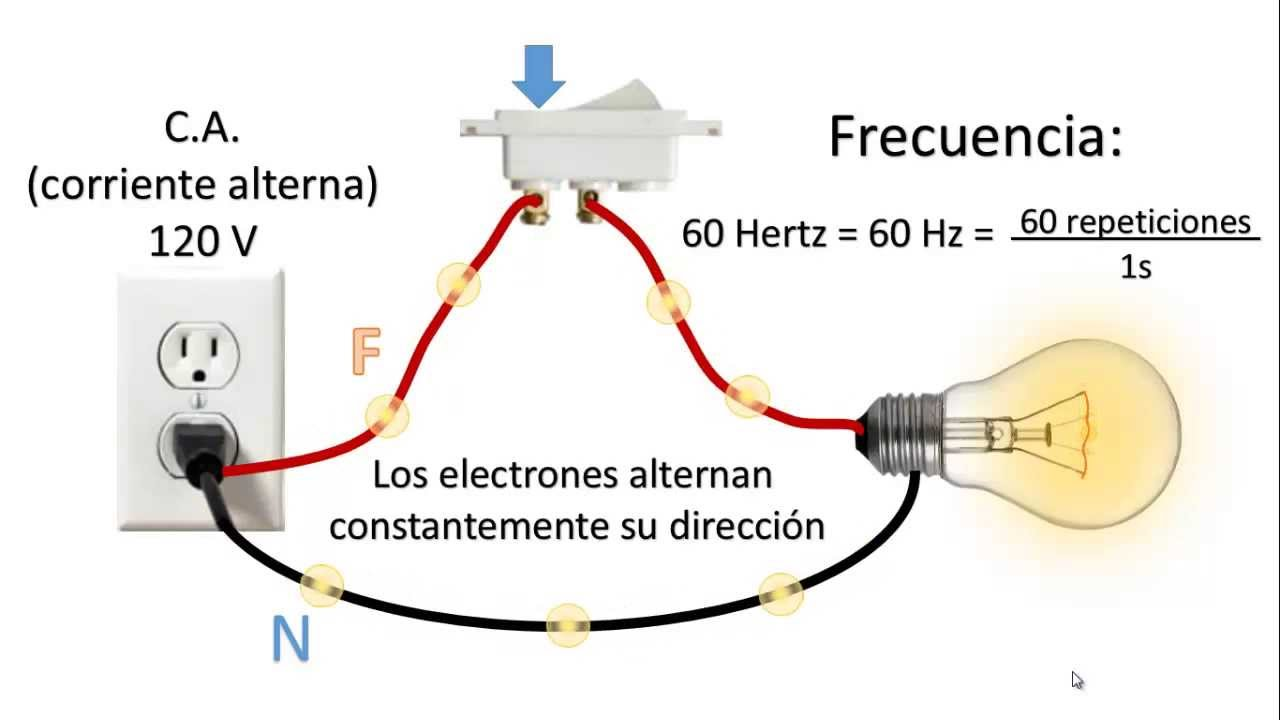 C.A.
(corriente alterna)
120 V
Frecuencia:
60 Hertz = 60 Hz = 60 repeticiones
1s
F
Los electrones alternan
constantemente su dirección
N